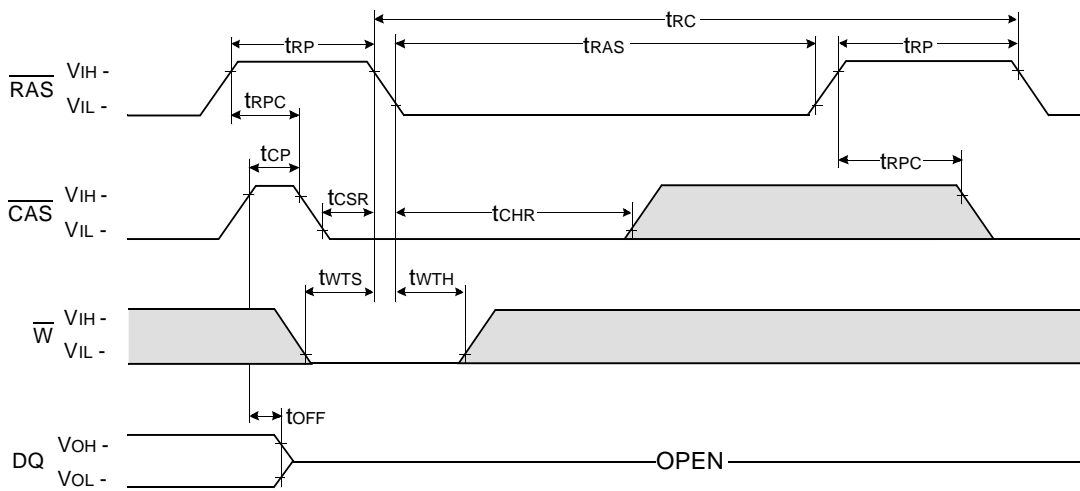 tRC
tRP tRAS tRP
RAS VIH -
VIL -
tRPC
tCP
tRPC
CAS VIH -
VIL -
tCSR tCHR
tWTS tWTH
W VIH -
VIL -
tOFF
DQ VOH -
VOL -
OPEN